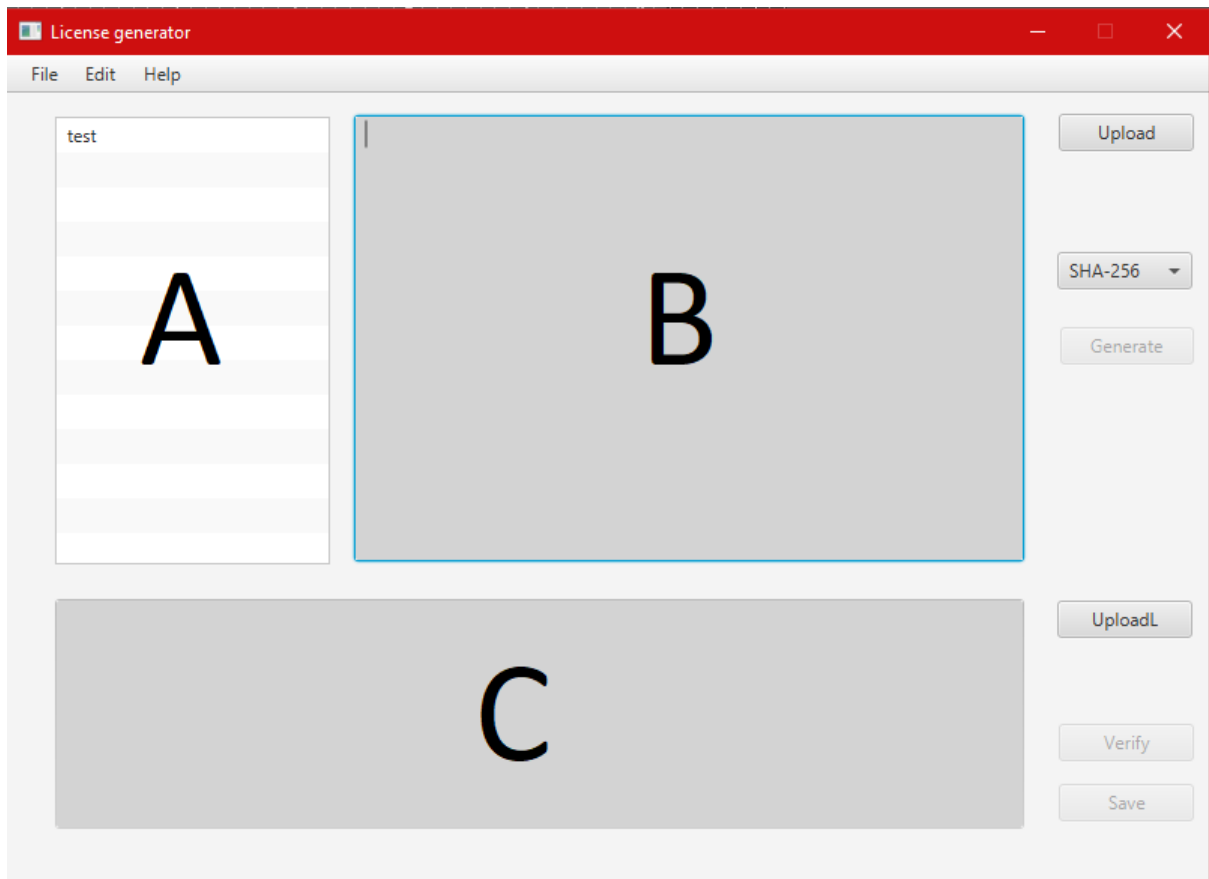 License generator
File Edit Help
test
Upload
SHA-256
A
B
Generate
UploadL
C
Verify
Save